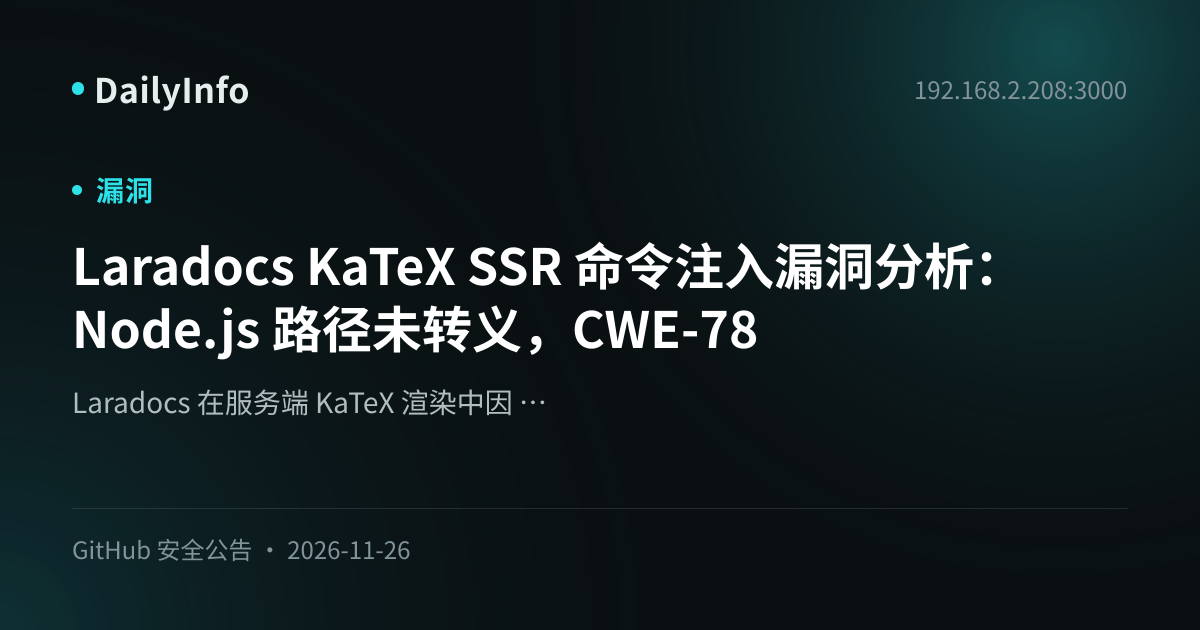 DailyInfo
192.168.2.208:3000
漏洞
Laradocs KaTeX SSR 命令注入漏洞分析：
Node.js 路径未转义，CWE-78
Laradocs 在服务端 KaTeX 渲染中因 …
GitHub 安全公告 • 2026-11-26